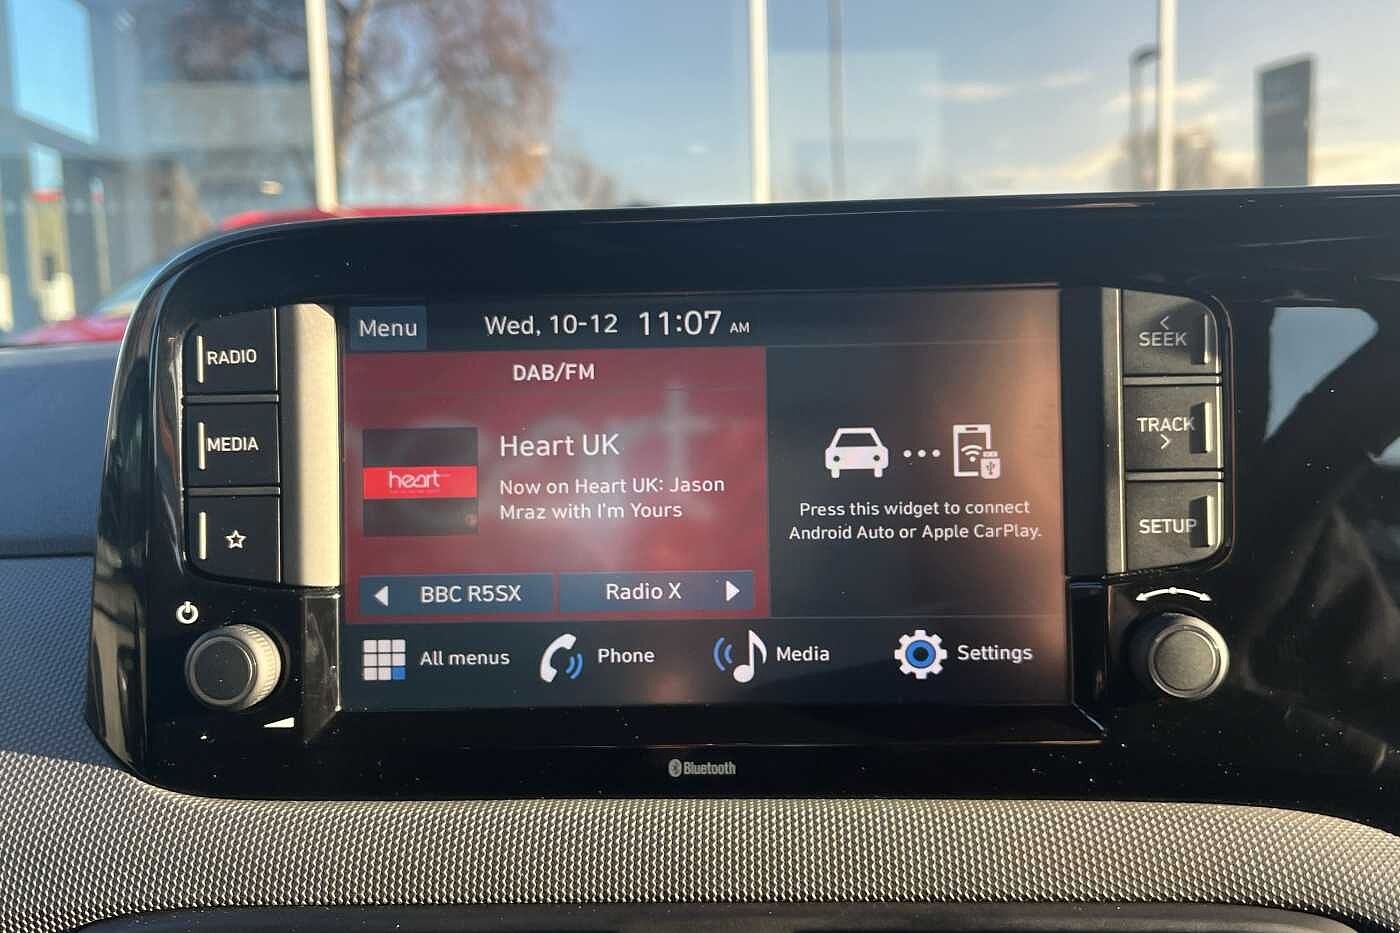 Menu
Wed, 10-12 11:07 AM
RADIO
MEDIA
DAB/FM
heart
Heart UK
Now on Heart UK: Jason
Mraz with I'm Yours
BBC R5SX
Radio X
Press this widget to connect
Android Auto or Apple CarPlay.
All menus
Phone
Media
Settings
< SEEK
TRACK >
SETUP
Bluetooth